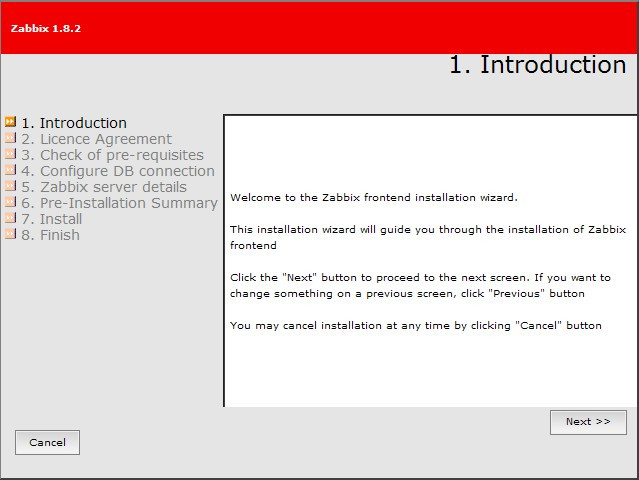 Zabbix 1.8.2
1. Introduction
1. Introduction
2. Licence Agreement
3. Check of pre-requisites
4. Configure DB connection
5. Zabbix server details
6. Pre-Installation Summary
7. Install
8. Finish
Welcome to the Zabbix frontend installation wizard.
This installation wizard will guide you through the installation of Zabbix
frontend
Click the "Next" button to proceed to the next screen. If you want to
change something on a previous screen, click "Previous" button
You may cancel installation at any time by clicking "Cancel" button
Next >>
Cancel